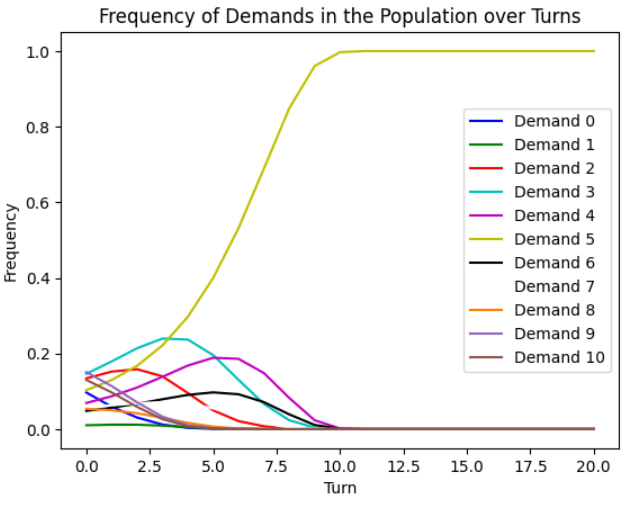 Frequency of Demands in the Population over Turns
1.0
0.8
0.6
0.4
0.2
0.0
Frequency
Demand 0
Demand 1
Demand 2
Demand 3
Demand 4
Demand 5
Demand 6
Demand 7
Demand 8
Demand 9
Demand 10
0.0 2.5 5.0 7.5 10.0 12.5 15.0 17.5 20.0
Turn